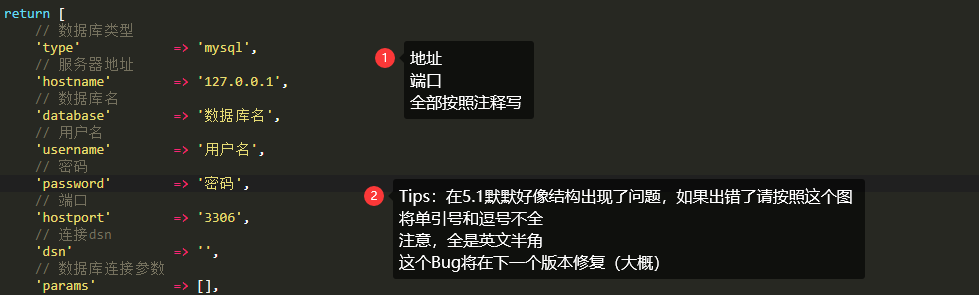 return [
// 数据库类型
'type' => 'mysql',
// 服务器地址
'hostname' => '127.0.0.1',
// 数据库名
'database' => '数据库名',
// 用户名
'username' => '用户名',
// 密码
'password' => '密码',
// 端口
'hostport' => '3306',
// 连接dsn
'dsn' => '',
// 数据库连接参数
'params' => [],
1
地址
端口
全部按照注释写
2
Tips：在5.1默默好像结构出现了问题，如果出错了请按照这个图
将单引号和逗号不全
注意，全是英文半角
这个Bug将在下一个版本修复（大概）